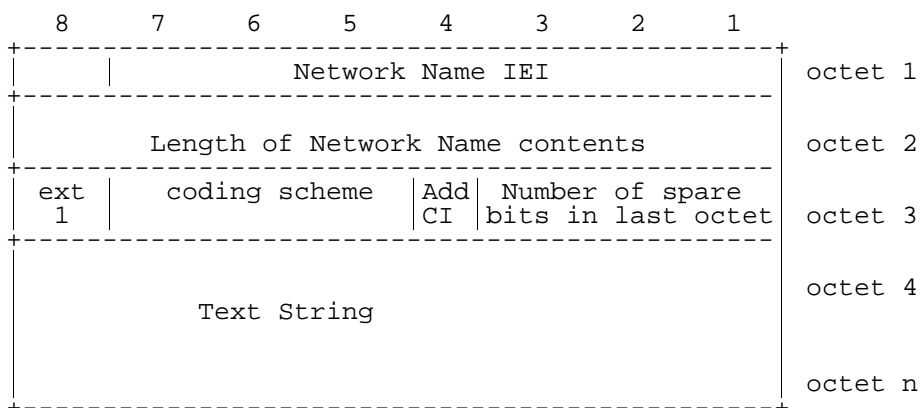 8 7 6 5 4 3 2 1
Network Name IEI octet 1
Length of Network Name contents octet 2
ext coding scheme Add Number of spare
1 CI bits in last octet octet 3
octet 4
Text String
octet n